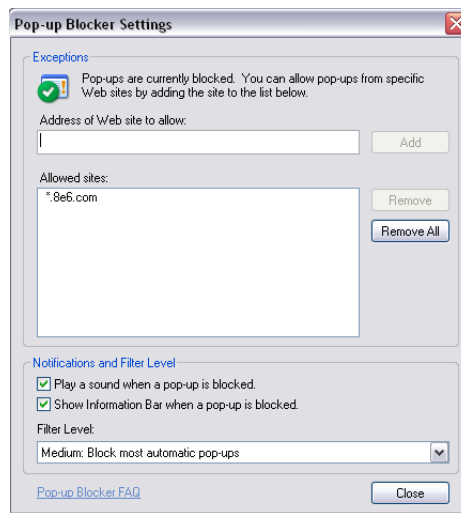 Pop-up Blocker Settings
Exceptions
Pop-ups are currently blocked. You can allow pop-ups from specific
Web sites by adding the site to the list below.
Address of Web site to allow:
Add
Allowed sites:
*.8e6.com
Remove
Remove All
Notifications and Filter Level
Play a sound when a pop-up is blocked.
Show Information Bar when a pop-up is blocked.
Filter Level:
Medium: Block most automatic pop-ups
Pop-up Blocker FAQ
Close